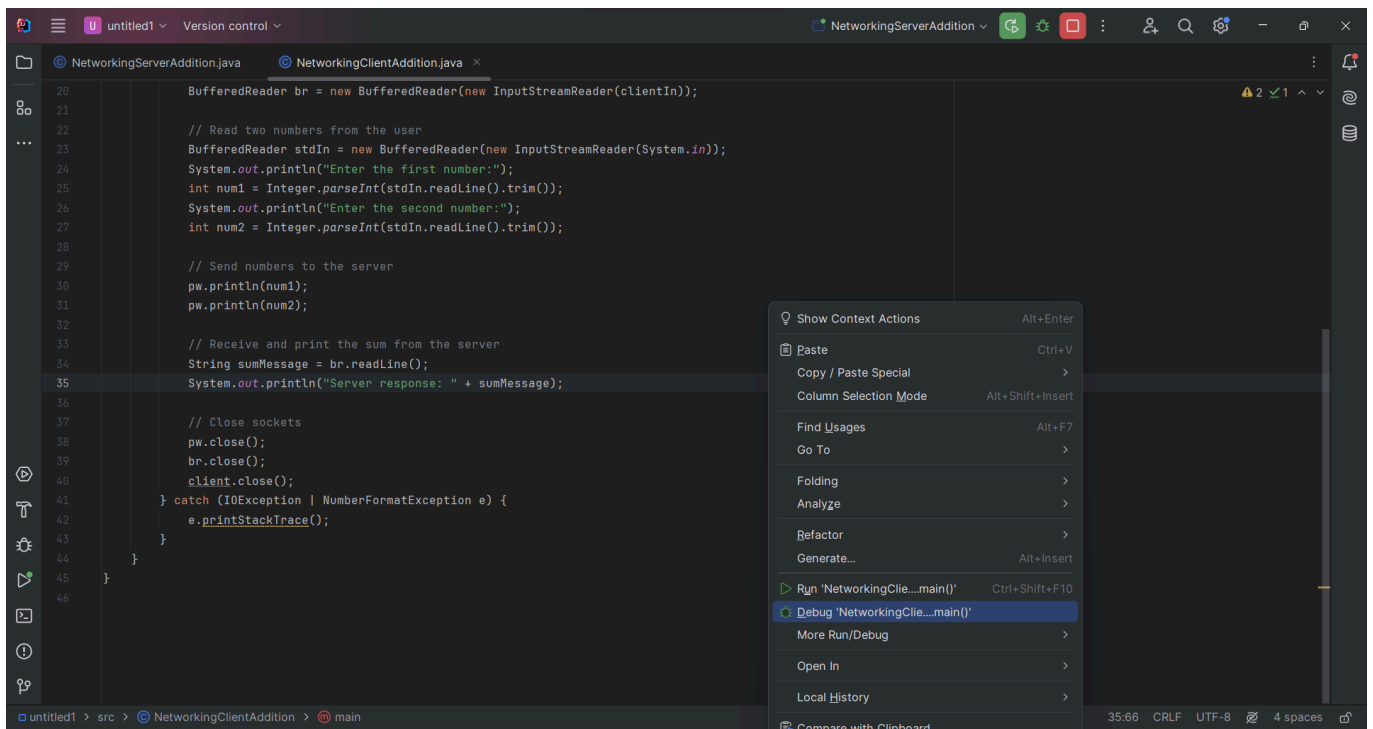 U untitled1 Version control NetworkingServerAddition
NetworkingServerAddition.java NetworkingClientAddition.java
20 BufferedReader br = new BufferedReader(new InputStreamReader(clientIn)); 2 1
21
22 // Read two numbers from the user
23 BufferedReader stdIn = new BufferedReader(new InputStreamReader(System.in));
24 System.out.println("Enter the first number:");
25 int num1 = Integer.parseInt(stdIn.readLine().trim());
26 System.out.println("Enter the second number:");
27 int num2 = Integer.parseInt(stdIn.readLine().trim());
28
29 // Send numbers to the server
30 pw.println(num1);
31 pw.println(num2);
32
33 // Receive and print the sum from the server
34 String sumMessage = br.readLine();
35 System.out.println("Server response: " + sumMessage);
36
37 // Close sockets
38 pw.close();
39 br.close();
40 client.close();
41 } catch (IOException | NumberFormatException e) {
42 e.printStackTrace();
43 }
44 }
45 }
46
Show Context Actions Alt+Enter
Paste Ctrl+V
Copy / Paste Special
Column Selection Mode Alt+Shift+Insert
Find Usages Alt+F7
Go To
Folding
Analyze
Refactor
Generate... Alt+Insert
Run 'NetworkingClie....main()' Ctrl+Shift+F10
Debug 'NetworkingClie....main()'
More Run/Debug
Open In
Local History
Compare with Clipboard
untitled1 > src > NetworkingClientAddition > main 35:66 CRLF UTF-8 4 spaces